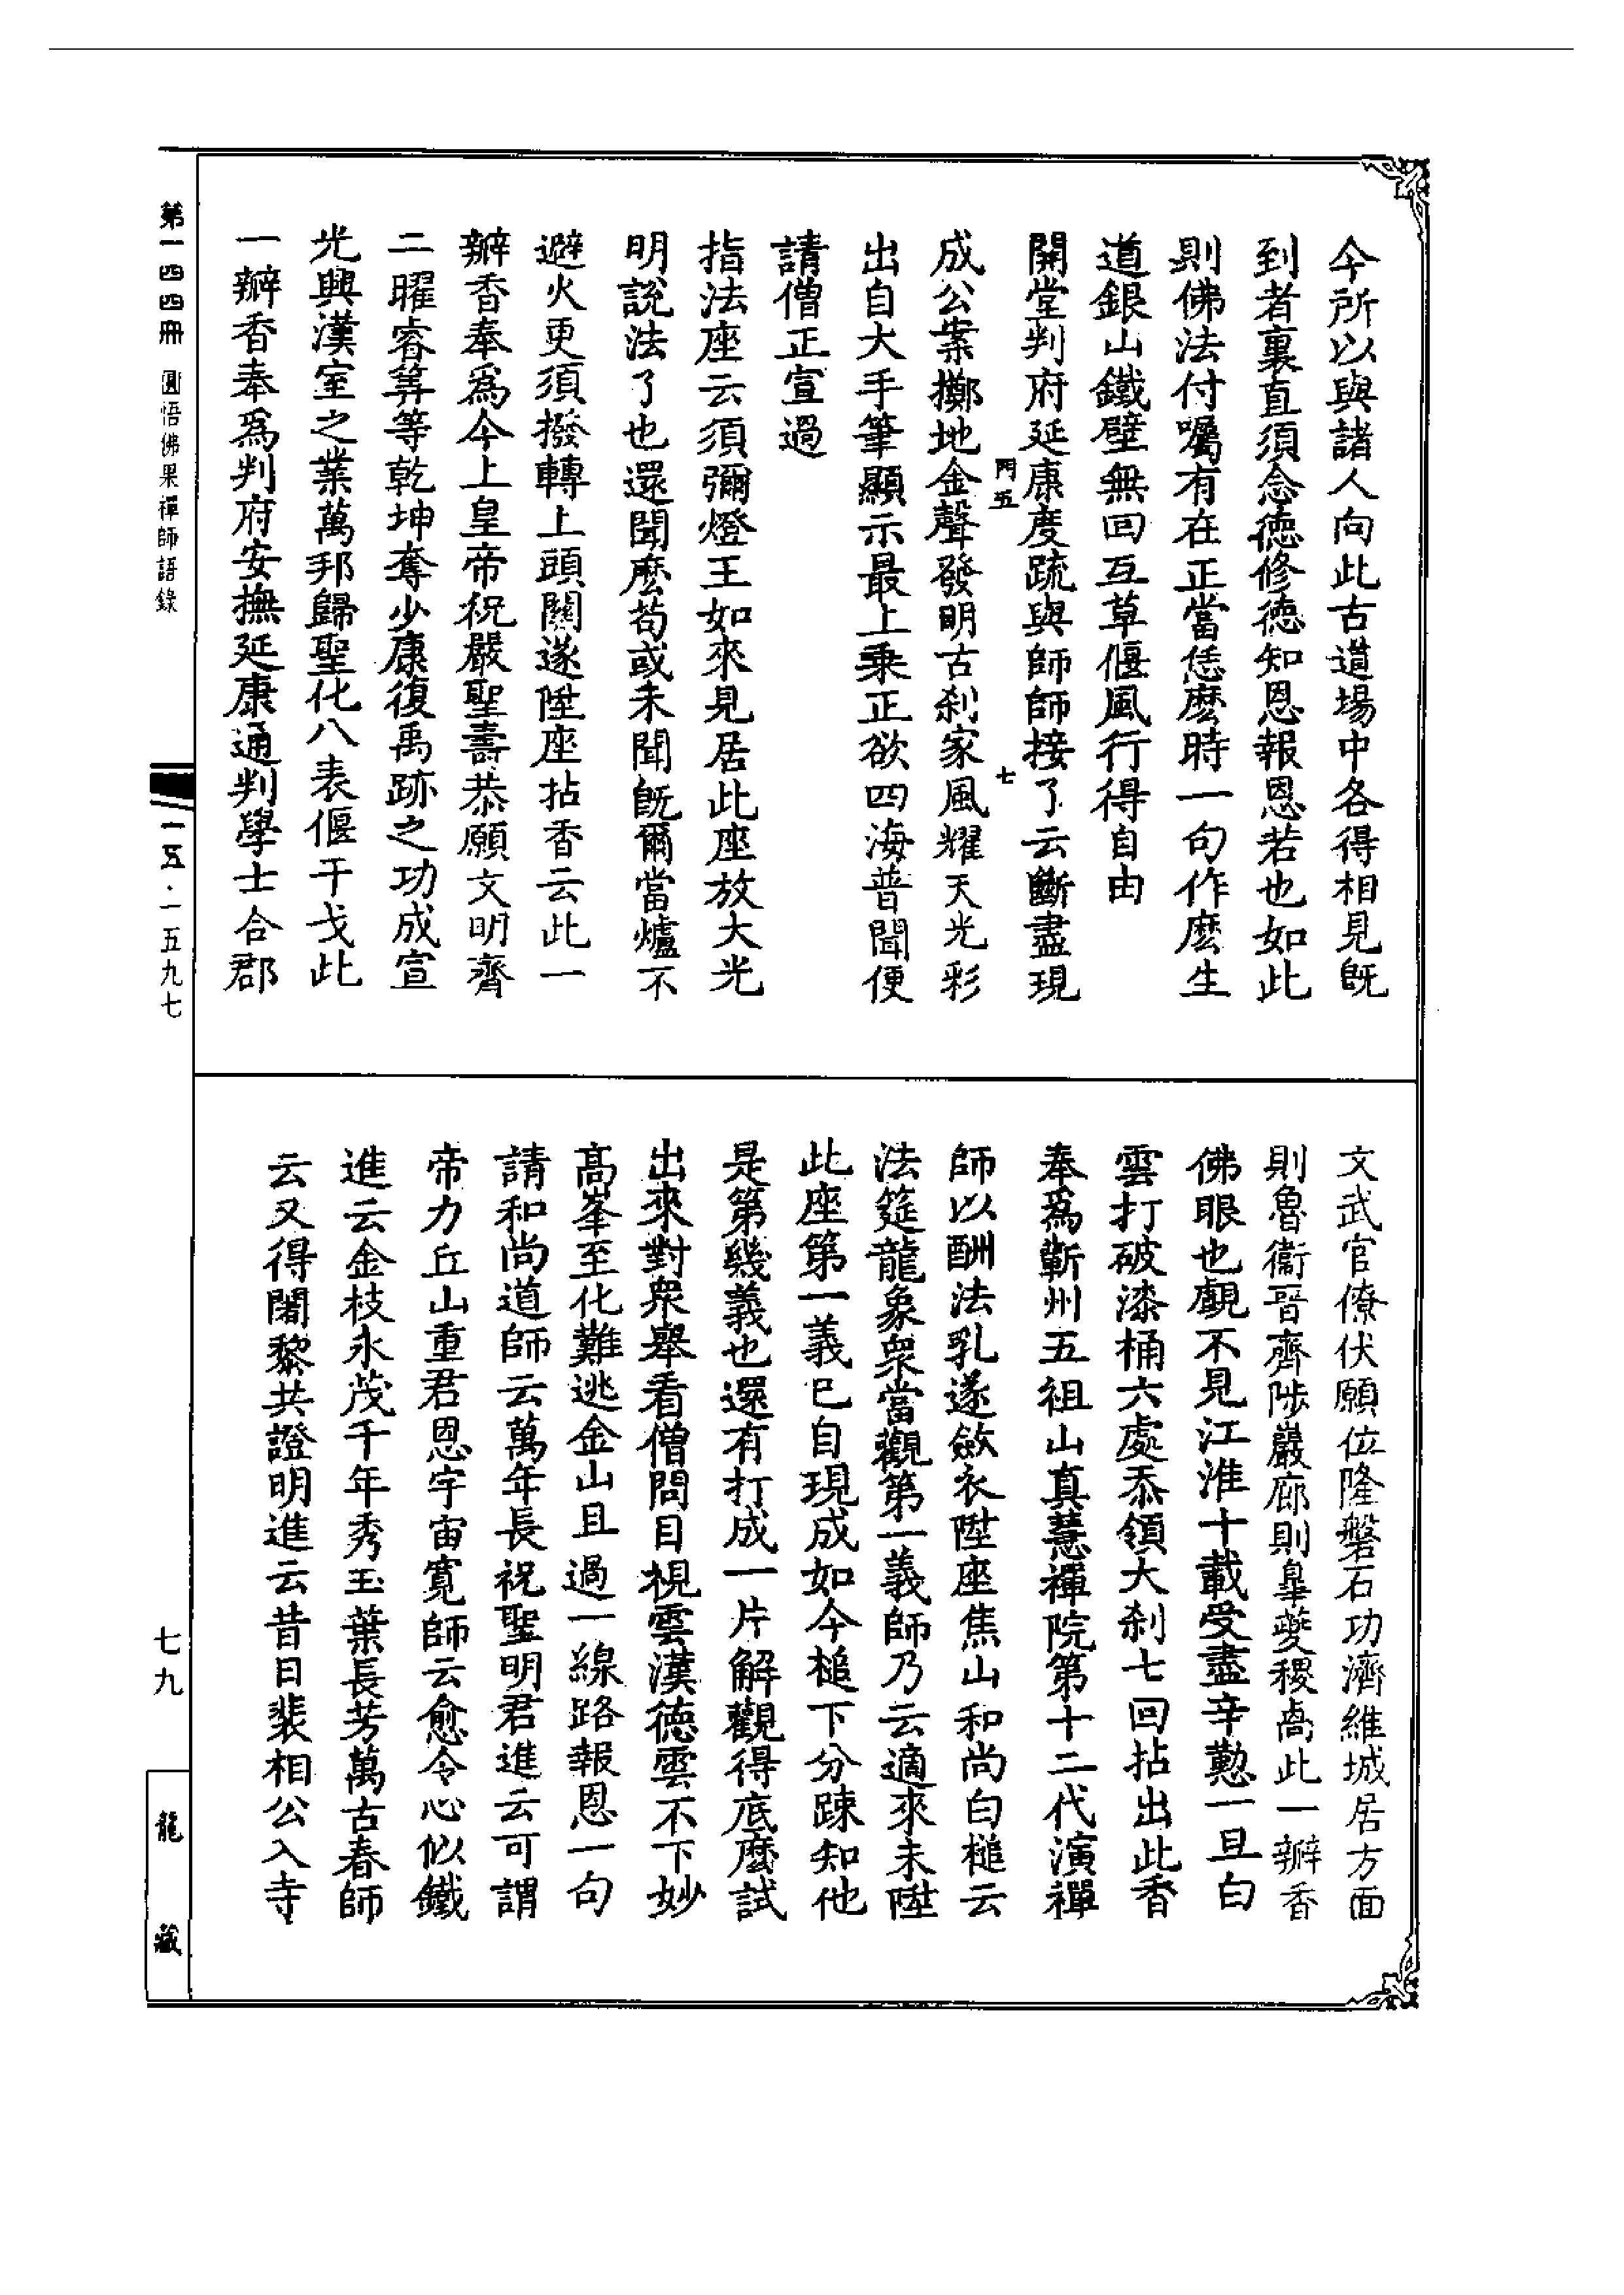 今所以與諸人向此古道場中各得相見旣
到者裏直須念德修德知恩報恩若也如此
則佛法付囑有在正當恁麽時一句作麽生
道銀山鐵壁無回互草偃風行得自由
開堂判府延康度疏與師師接了云斷盡現
成公案擲地金聲發明古刹家風耀天光彩
出自大手筆顯示最上乗正欲四海普聞便
請僧正宣過
指法座云須彌燈王如來見居此座放大光
明說法了也還聞麽苟或未聞旣爾當爐不
避火更須撥轉上頭關遂陞座拈香云此一
瓣香奉爲今上皇帝祝嚴聖壽恭願文明齊
二曜睿筭等乾坤奪少康復禹跡之功成宣
光興漢室之業萬邦歸聖化八表偃干戈此
一瓣香奉爲判府安撫延康通判學士合郡
文武官僚伏願位隆磐石功濟維城居方面
則魯衞晉齊陟巖廊則臯夔稷卨此一瓣香
佛眼也覰不見江淮十載受盡辛懃一旦白
雲打破漆桶六處忝領大刹七回拈出此香
奉爲蘄州五祖山真慧禪院第十二代演禪
師以酬法乳遂斂衣陞座焦山和尚白槌云
法筵龍象衆當觀第一義師乃云適來未陞
此座第一義已自現成如今槌下分踈知他
是第幾義也還有打成一片解觀得底麽試
出來對衆舉看僧問目視雲漢德雲不下妙
高峯至化難逃金山且過一線路報恩一句
請和尚道師云萬年長祝聖明君進云可謂
帝力丘山重君恩宇宙寬師云愈令心似鐵
進云金枝永茂千年秀玉葉長芳萬古春師
云又得闍黎共證明進云昔日裴相公入寺
門五
七
第一四四冊 圓悟佛果禪師語錄
一五·一五九七
七九
龍藏